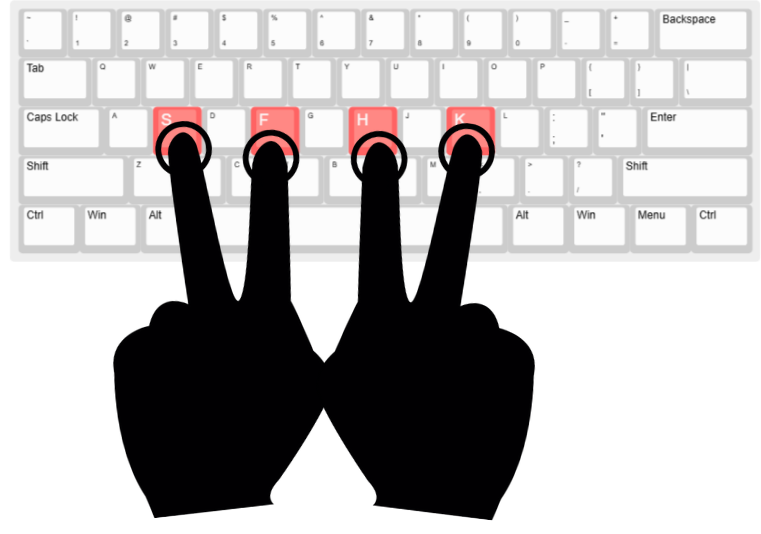 ~ ! @ # $ % ^ & * ( ) _ + Backspace
` 1 2 3 4 5 6 7 8 9 0 - =
Tab Q W E R T Y U I O P { } |
[ ] \
Caps Lock A S D F G H J K L : " Enter
; '
Shift Z C B M > ? Shift
. /
Ctrl Win Alt Alt Win Menu Ctrl